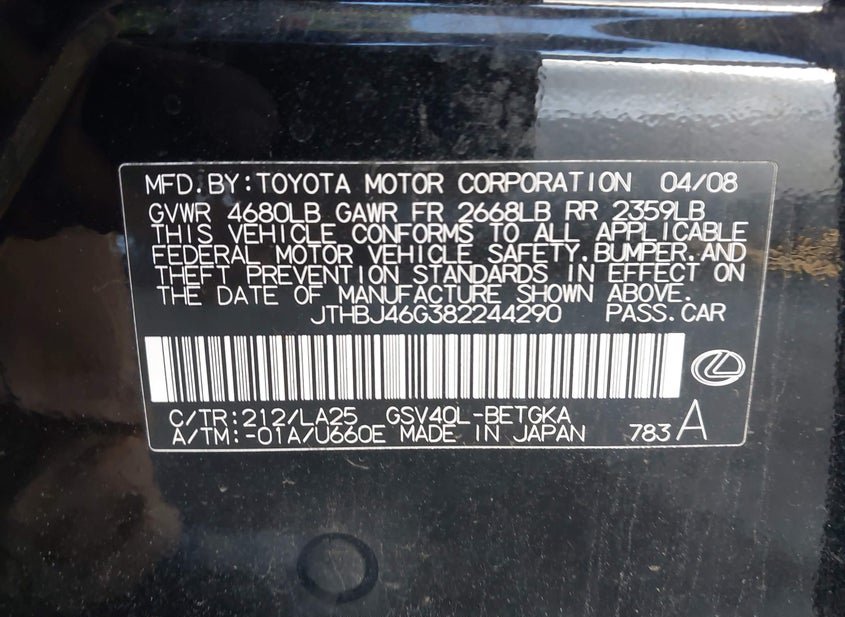 MFD.BY:TOYOTA MOTOR CORPORATION 04/08
GVWR 4680LB GAWR FR 2668LB RR 2359LB
THIS VEHICLE CONFORMS TO ALL APPLICABLE
FEDERAL MOTOR VEHICLE SAFETY.BUMPER.AND
THEFT PREVENTION STANDARDS IN EFFECT ON
THE DATE OF MANUFACTURE SHOWN ABOVE.
JTHBJ46G382244290 PASS.CAR
C/TR:212/LA25 GSV40L-BETGKA
A/TM:-01A/U660E MADE IN JAPAN 783A